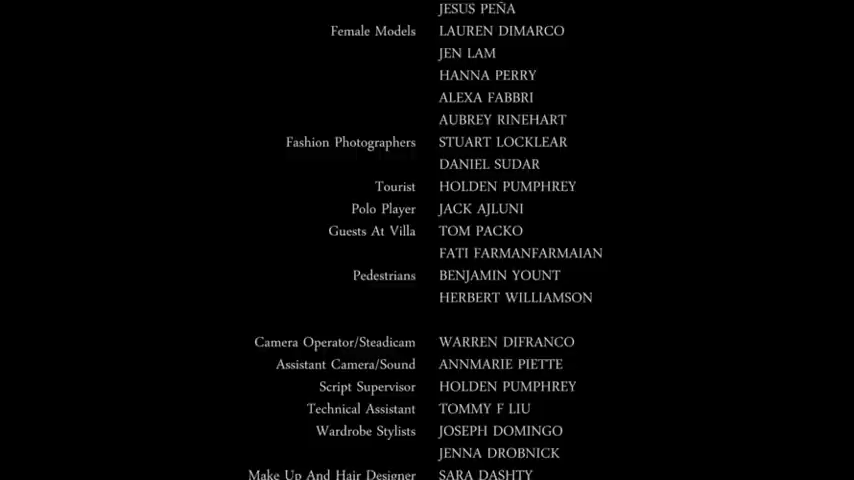 JESUS PEÑA
Female Models LAUREN DIMARCO
JEN LAM
HANNA PERRY
ALEXA FABBRI
AUBREY RINEHART
Fashion Photographers STUART LOCKLEAR
DANIEL SUDAR
Tourist HOLDEN PUMPHREY
Polo Player JACK AJLUNI
Guests At Villa TOM PACKO
FATI FARMANFARMAIAN
Pedestrians BENJAMIN YOUNT
HERBERT WILLIAMSON
Camera Operator/Steadicam WARREN DIFRANCO
Assistant Camera/Sound ANNMARIE PIETTE
Script Supervisor HOLDEN PUMPHREY
Technical Assistant TOMMY F LIU
Wardrobe Stylists JOSEPH DOMINGO
JENNA DROBNICK
Make Up And Hair Designer SARA DASHTY